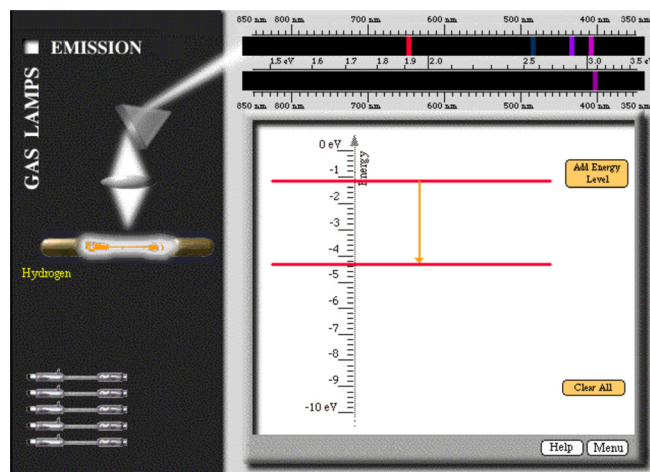 850 nm 800 nm 700 nm 600 nm 500 nm 400 nm 350 nm
EMISSION
1.5 eV 1.6 1.7 1.8 1.9 2.0 2.5 3.0 3.5 eV
850 nm 800 nm 700 nm 600 nm 500 nm 400 nm 350 nm
GAS LAMPS
0 eV
Energy
-1
-2
-3
-4
-5
-6
-7
-8
-9
-10 eV
Add Energy
Level
Hydrogen
Clear All
Help Menu